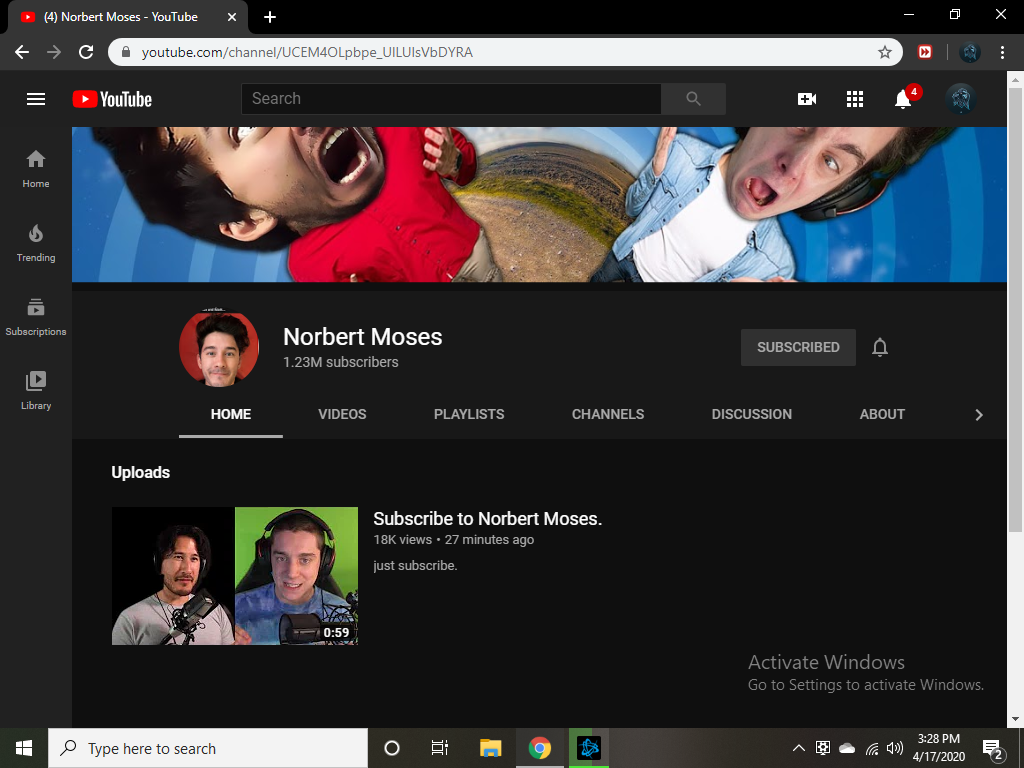 (4) Norbert Moses - YouTube
youtube.com/channel/UCEM4OLpbpe_UILUIsVbDYRA
YouTube
Search
4
Home
Trending
Subscriptions
Library
Norbert Moses
1.23M subscribers
SUBSCRIBED
HOME VIDEOS PLAYLISTS CHANNELS DISCUSSION ABOUT
Uploads
Subscribe to Norbert Moses.
18K views • 27 minutes ago
just subscribe.
0:59
Activate Windows
Go to Settings to activate Windows.
Type here to search
3:28 PM
4/17/2020
2